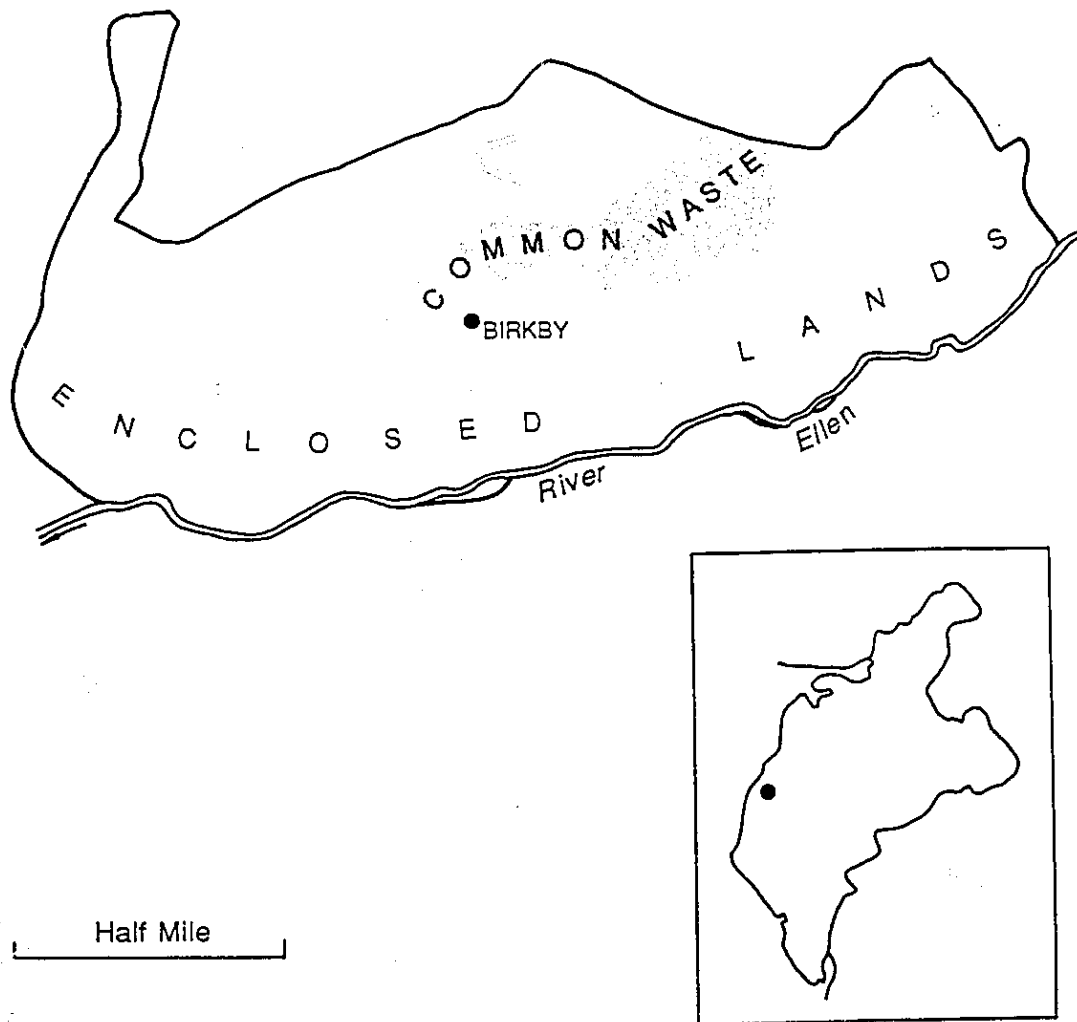 COMMON WASTE
BIRKBY
ENCLOSED LANDS
River Ellen
Half Mile